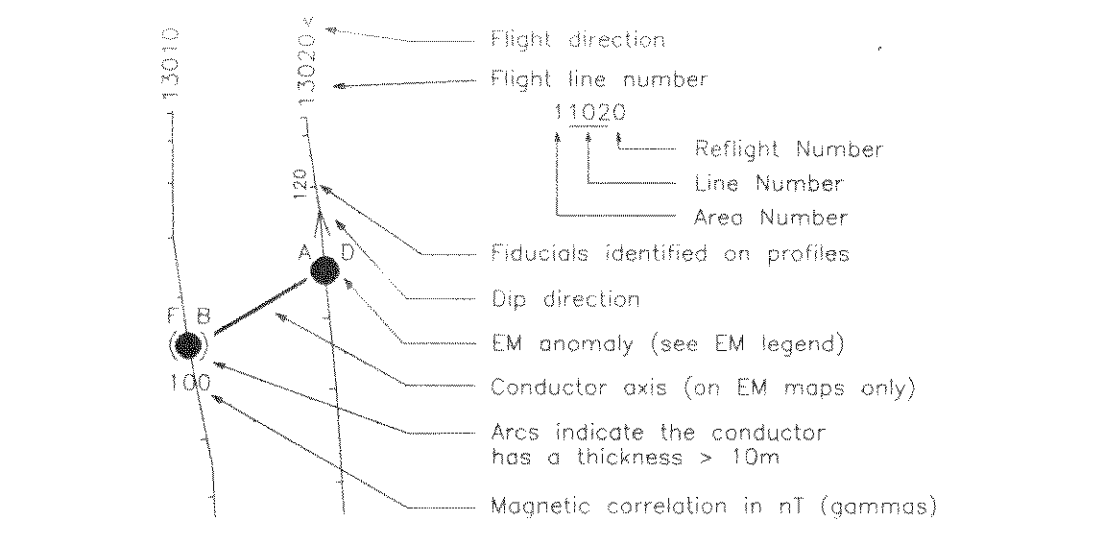 13010
13020 <
Flight direction
Flight line number
11020
Reflight Number
Line Number
Area Number
120
Fiducials identified on profiles
A D
Dip direction
F B
EM anomaly (see EM legend)
100
Conductor axis (on EM maps only)
Arcs indicate the conductor
has a thickness > 10m
Magnetic correlation in nT (gammas)